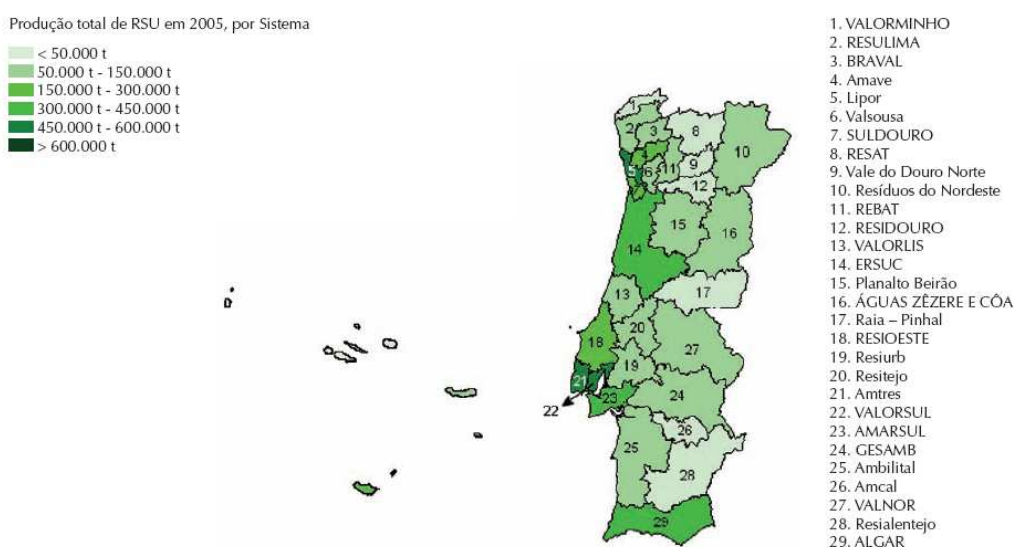 Produção total de RSU em 2005, por Sistema
< 50.000 t
50.000 t - 150.000 t
150.000 t - 300.000 t
300.000 t - 450.000 t
450.000 t - 600.000 t
> 600.000 t
1. VALORMINHO
2. RESULIMA
3. BRAVAL
4. Amave
5. Lipor
6. Valsousa
7. SULDOURO
8. RESAT
9. Vale do Douro Norte
10. Resíduos do Nordeste
11. REBAT
12. RESIDOURO
13. VALORLIS
14. ERSUC
15. Planalto Beirão
16. ÁGUAS ZÊZERE E CÔA
17. Raia – Pinhal
18. RESIOESTE
19. Resiurb
20. Resitejo
21. Amtres
22. VALORSUL
23. AMARSUL
24. GESAMB
25. Ambilital
26. Amcal
27. VALNOR
28. Resialentejo
29. ALGAR
1
2
3
8
10
4
5
6
11
9
12
15
16
14
13
17
18
20
27
19
21
22
23
24
25
26
28
29